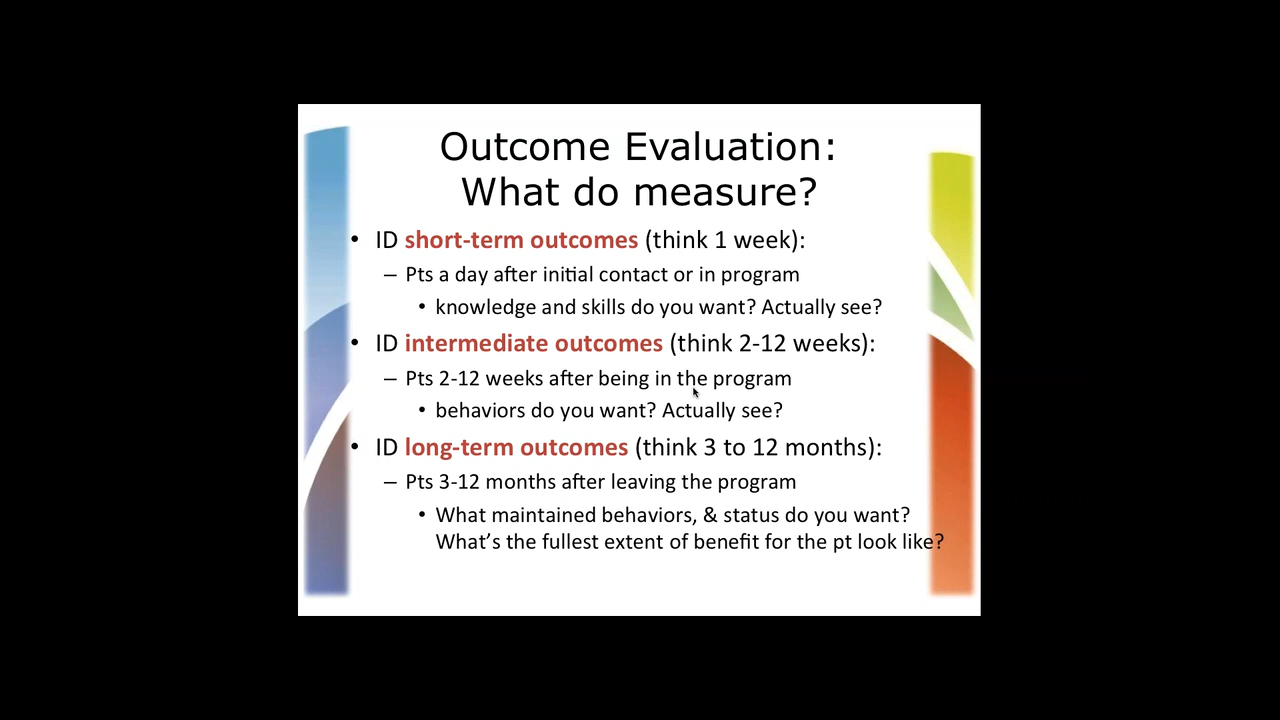 Outcome Evaluation:
What do measure?
• ID short-term outcomes (think 1 week):
– Pts a day after initial contact or in program
• knowledge and skills do you want? Actually see?
• ID intermediate outcomes (think 2-12 weeks):
– Pts 2-12 weeks after being in the program
• behaviors do you want? Actually see?
• ID long-term outcomes (think 3 to 12 months):
– Pts 3-12 months after leaving the program
• What maintained behaviors, & status do you want?
What’s the fullest extent of benefit for the pt look like?